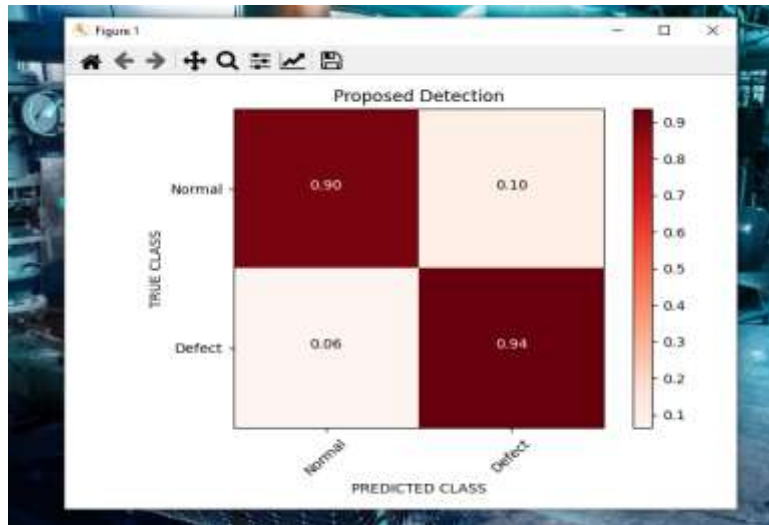 Figure 1
Proposed Detection
Normal
0.90
0.10
TRUE CLASS
Defect
0.06
0.94
Normal
Defect
PREDICTED CLASS
0.9
0.8
0.7
0.6
0.5
0.4
0.3
0.2
0.1